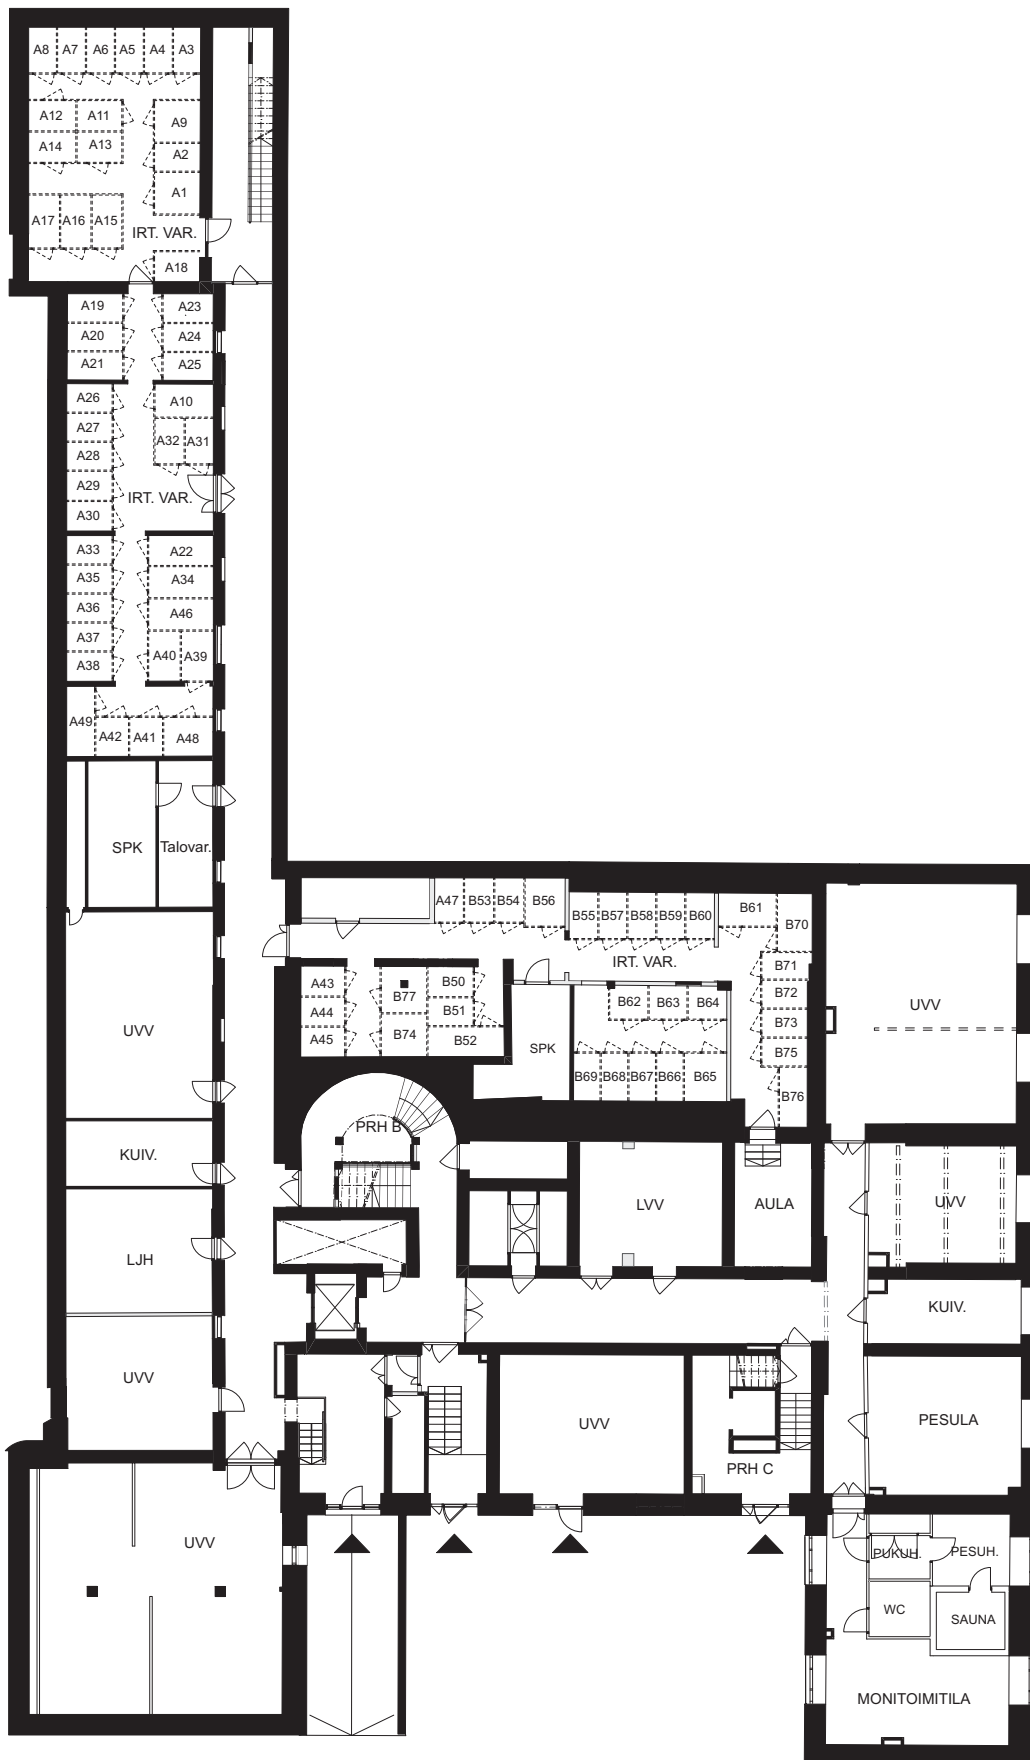 A8 A7 A6 A5 A4 A3
A12 A11 A9
A14 A13 A2
A1
A17 A16 A15
IRT. VAR.
A18
A19 A23
A20 A24
A21 A25
A26 A10
A27
A32 A31
A28
A29
IRT. VAR.
A30
A33 A22
A35 A34
A36 A46
A37
A40 A39
A38
A49 A42 A41 A48
SPK Talovar.
A47 B53 B54 B56 B55 B57 B58 B59 B60 B61 B70
IRT. VAR.
B71
A43 B77 B50 B72
B62 B63 B64
UVV
A44 B51 B73
A45 B74 B52 B75
SPK
UVV
B69 B68 B67 B66 B65
B76
PRH B
KUIV.
LVV AULA UVV
LJH
KUIV.
UVV
UVV PESULA
PRH C
UVV
PUKUH. PESUH.
WC SAUNA
MONITOIMITILA